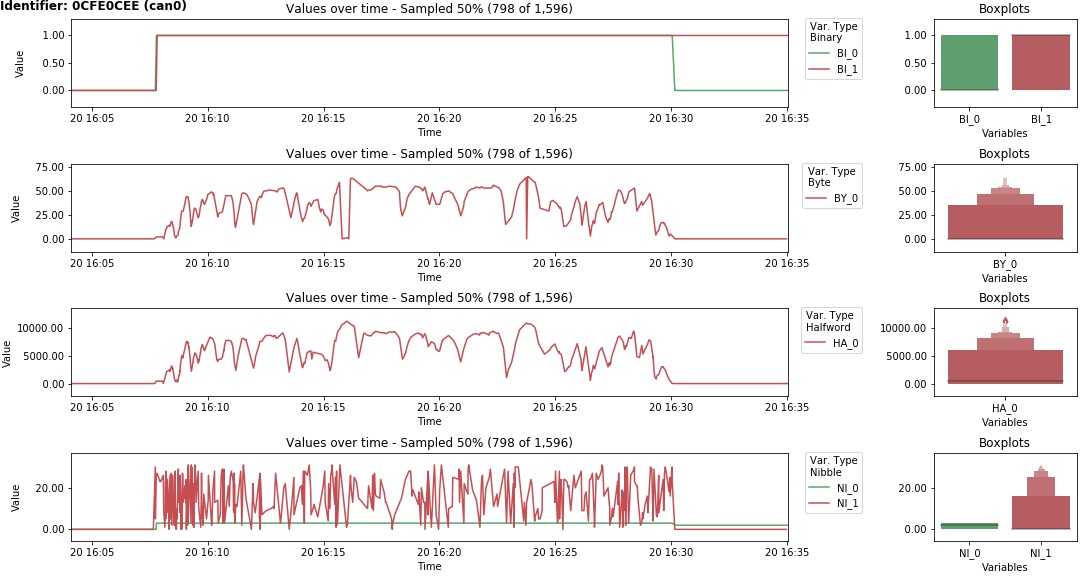 Identifier: 0CFE0CEE (can0)
Values over time - Sampled 50% (798 of 1,596)
Boxplots
Value
1.00
0.50
0.00
20 16:05
20 16:10
20 16:15
20 16:20
20 16:25
20 16:30
20 16:35
Time
Var. Type
Binary
BI_0
BI_1
1.00
0.50
0.00
BI_0
BI_1
Variables
Values over time - Sampled 50% (798 of 1,596)
Boxplots
Value
75.00
50.00
25.00
0.00
20 16:05
20 16:10
20 16:15
20 16:20
20 16:25
20 16:30
20 16:35
Time
Var. Type
Byte
BY_0
75.00
50.00
25.00
0.00
BY_0
Variables
Values over time - Sampled 50% (798 of 1,596)
Boxplots
Value
10000.00
5000.00
0.00
20 16:05
20 16:10
20 16:15
20 16:20
20 16:25
20 16:30
20 16:35
Time
Var. Type
Halfword
HA_0
10000.00
5000.00
0.00
HA_0
Variables
Values over time - Sampled 50% (798 of 1,596)
Boxplots
Value
20.00
0.00
20 16:05
20 16:10
20 16:15
20 16:20
20 16:25
20 16:30
20 16:35
Time
Var. Type
Nibble
NI_0
NI_1
20.00
0.00
NI_0
NI_1
Variables